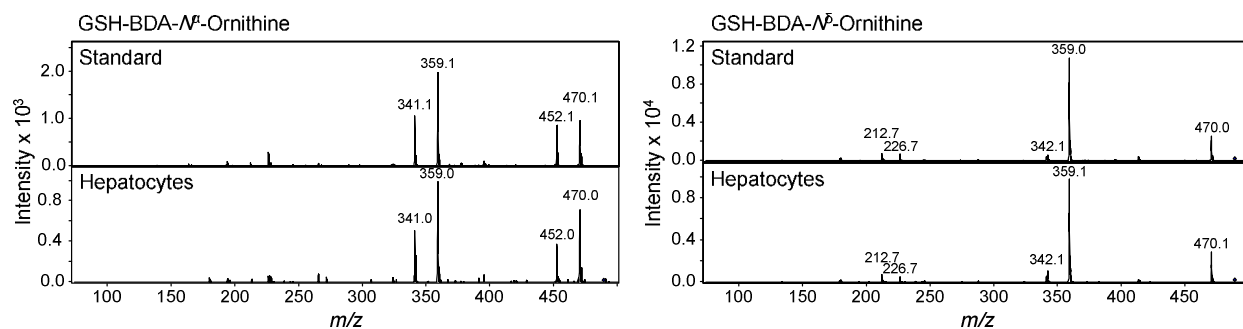 GSH-BDA-Nᵅ-Ornithine
Standard
2.0
1.0
0.0
341.1
359.1
452.1
470.1
Hepatocytes
0.8
0.4
0.0
341.0
359.0
452.0
470.0
Intensity x 10³
100 150 200 250 300 350 400 450
m/z
GSH-BDA-Nᵟ-Ornithine
Standard
1.2
0.8
0.4
0.0
212.7
226.7
342.1
359.0
470.0
Hepatocytes
0.8
0.4
0.0
212.7
226.7
342.1
359.1
470.1
Intensity x 10⁴
100 150 200 250 300 350 400 450
m/z